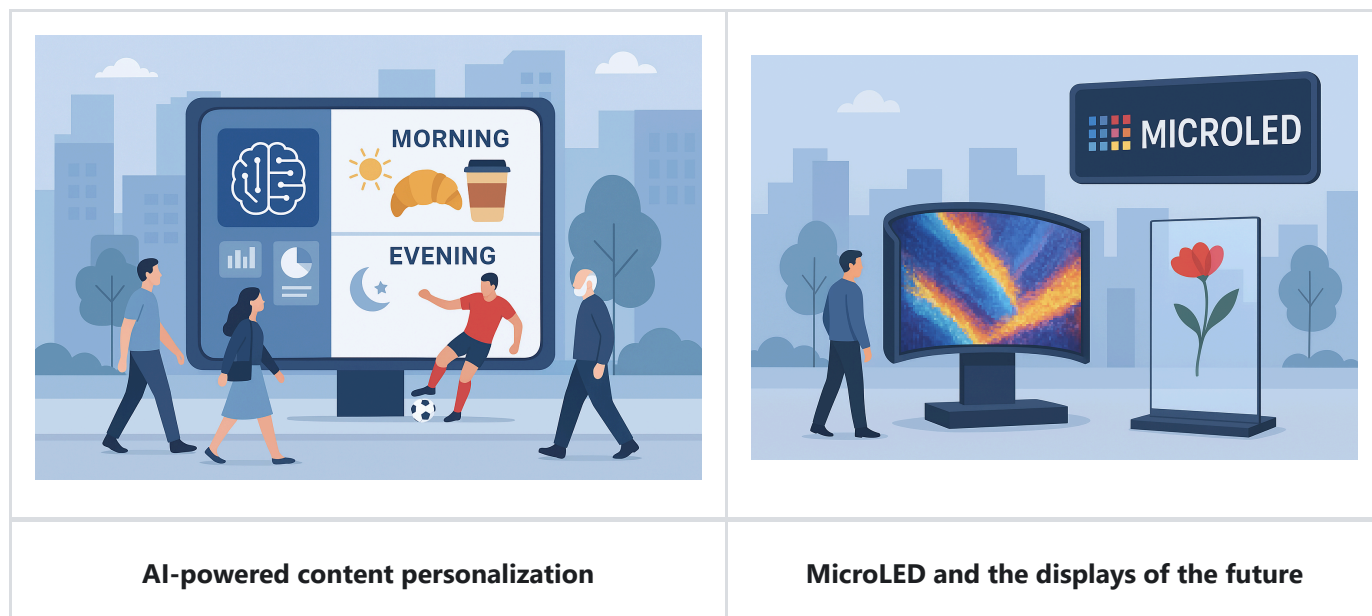 MORNING
EVENING
MICROLED
AI-powered content personalization
MicroLED and the displays of the future